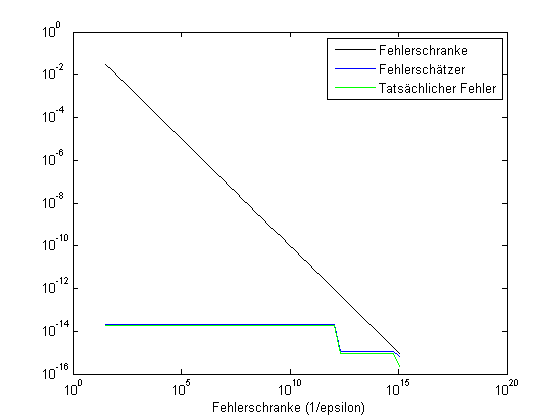 10^0
10^-2
10^-4
10^-6
10^-8
10^-10
10^-12
10^-14
10^-16
Fehlerschranke
Fehlerschätzer
Tatsächlicher Fehler
10^0 10^5 10^10 10^15 10^20
Fehlerschranke (1/epsilon)